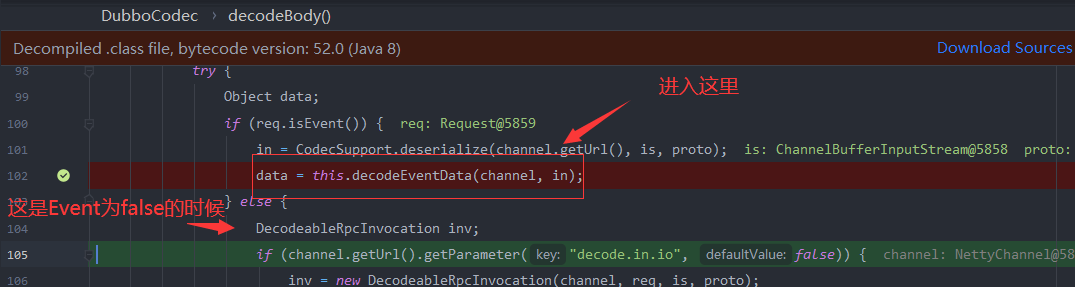 DubboCodec › decodeBody()
Decompiled .class file, bytecode version: 52.0 (Java 8) Download Sources
98 try {
99 Object data;
进入这里
100 if (req.isEvent()) { req: Request@5859
101 in = CodecSupport.deserialize(channel.getUrl(), is, proto); is: ChannelBufferInputStream@5858 proto:
102 data = this.decodeEventData(channel, in);
103 } else {
这是Event为false的时候
104 DecodeableRpcInvocation inv;
105 if (channel.getUrl().getParameter( key: "decode.in.io", defaultValue: false)) { channel: NettyChannel@58
106 inv = new DecodeableRpcInvocation(channel, req, is, proto);